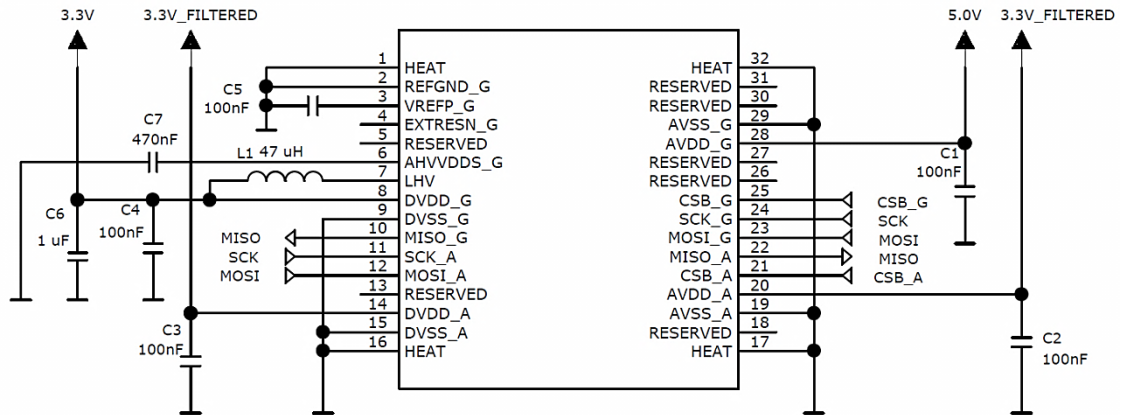 3.3V 3.3V_FILTERED 5.0V 3.3V_FILTERED
1 HEAT HEAT 32
2 REFGND_G RESERVED 31
C5
100nF
3 VREFP_G RESERVED 30
4 EXTRESN_G AVSS_G 29
C7
470nF
5 RESERVED AVDD_G 28
L1 47 uH
6 AHVVDDS_G RESERVED 27
C1
100nF
7 LHV RESERVED 26
8 DVDD_G CSB_G 25 CSB_G
C6
1 uF
C4
100nF
9 DVSS_G SCK_G 24 SCK
MISO 10 MISO_G MOSI_G 23 MOSI
SCK 11 SCK_A MISO_A 22 MISO
MOSI 12 MOSI_A CSB_A 21 CSB_A
13 RESERVED AVDD_A 20
14 DVDD_A AVSS_A 19
C3
100nF
15 DVSS_A RESERVED 18
16 HEAT HEAT 17
C2
100nF